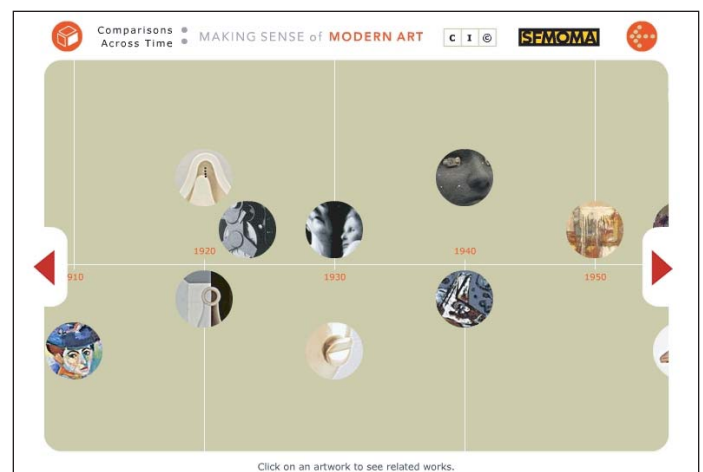 Comparisons
Across Time
MAKING SENSE of MODERN ART
C I ©
SFMOMA
1920
1940
910
1930
1950
Click on an artwork to see related works.